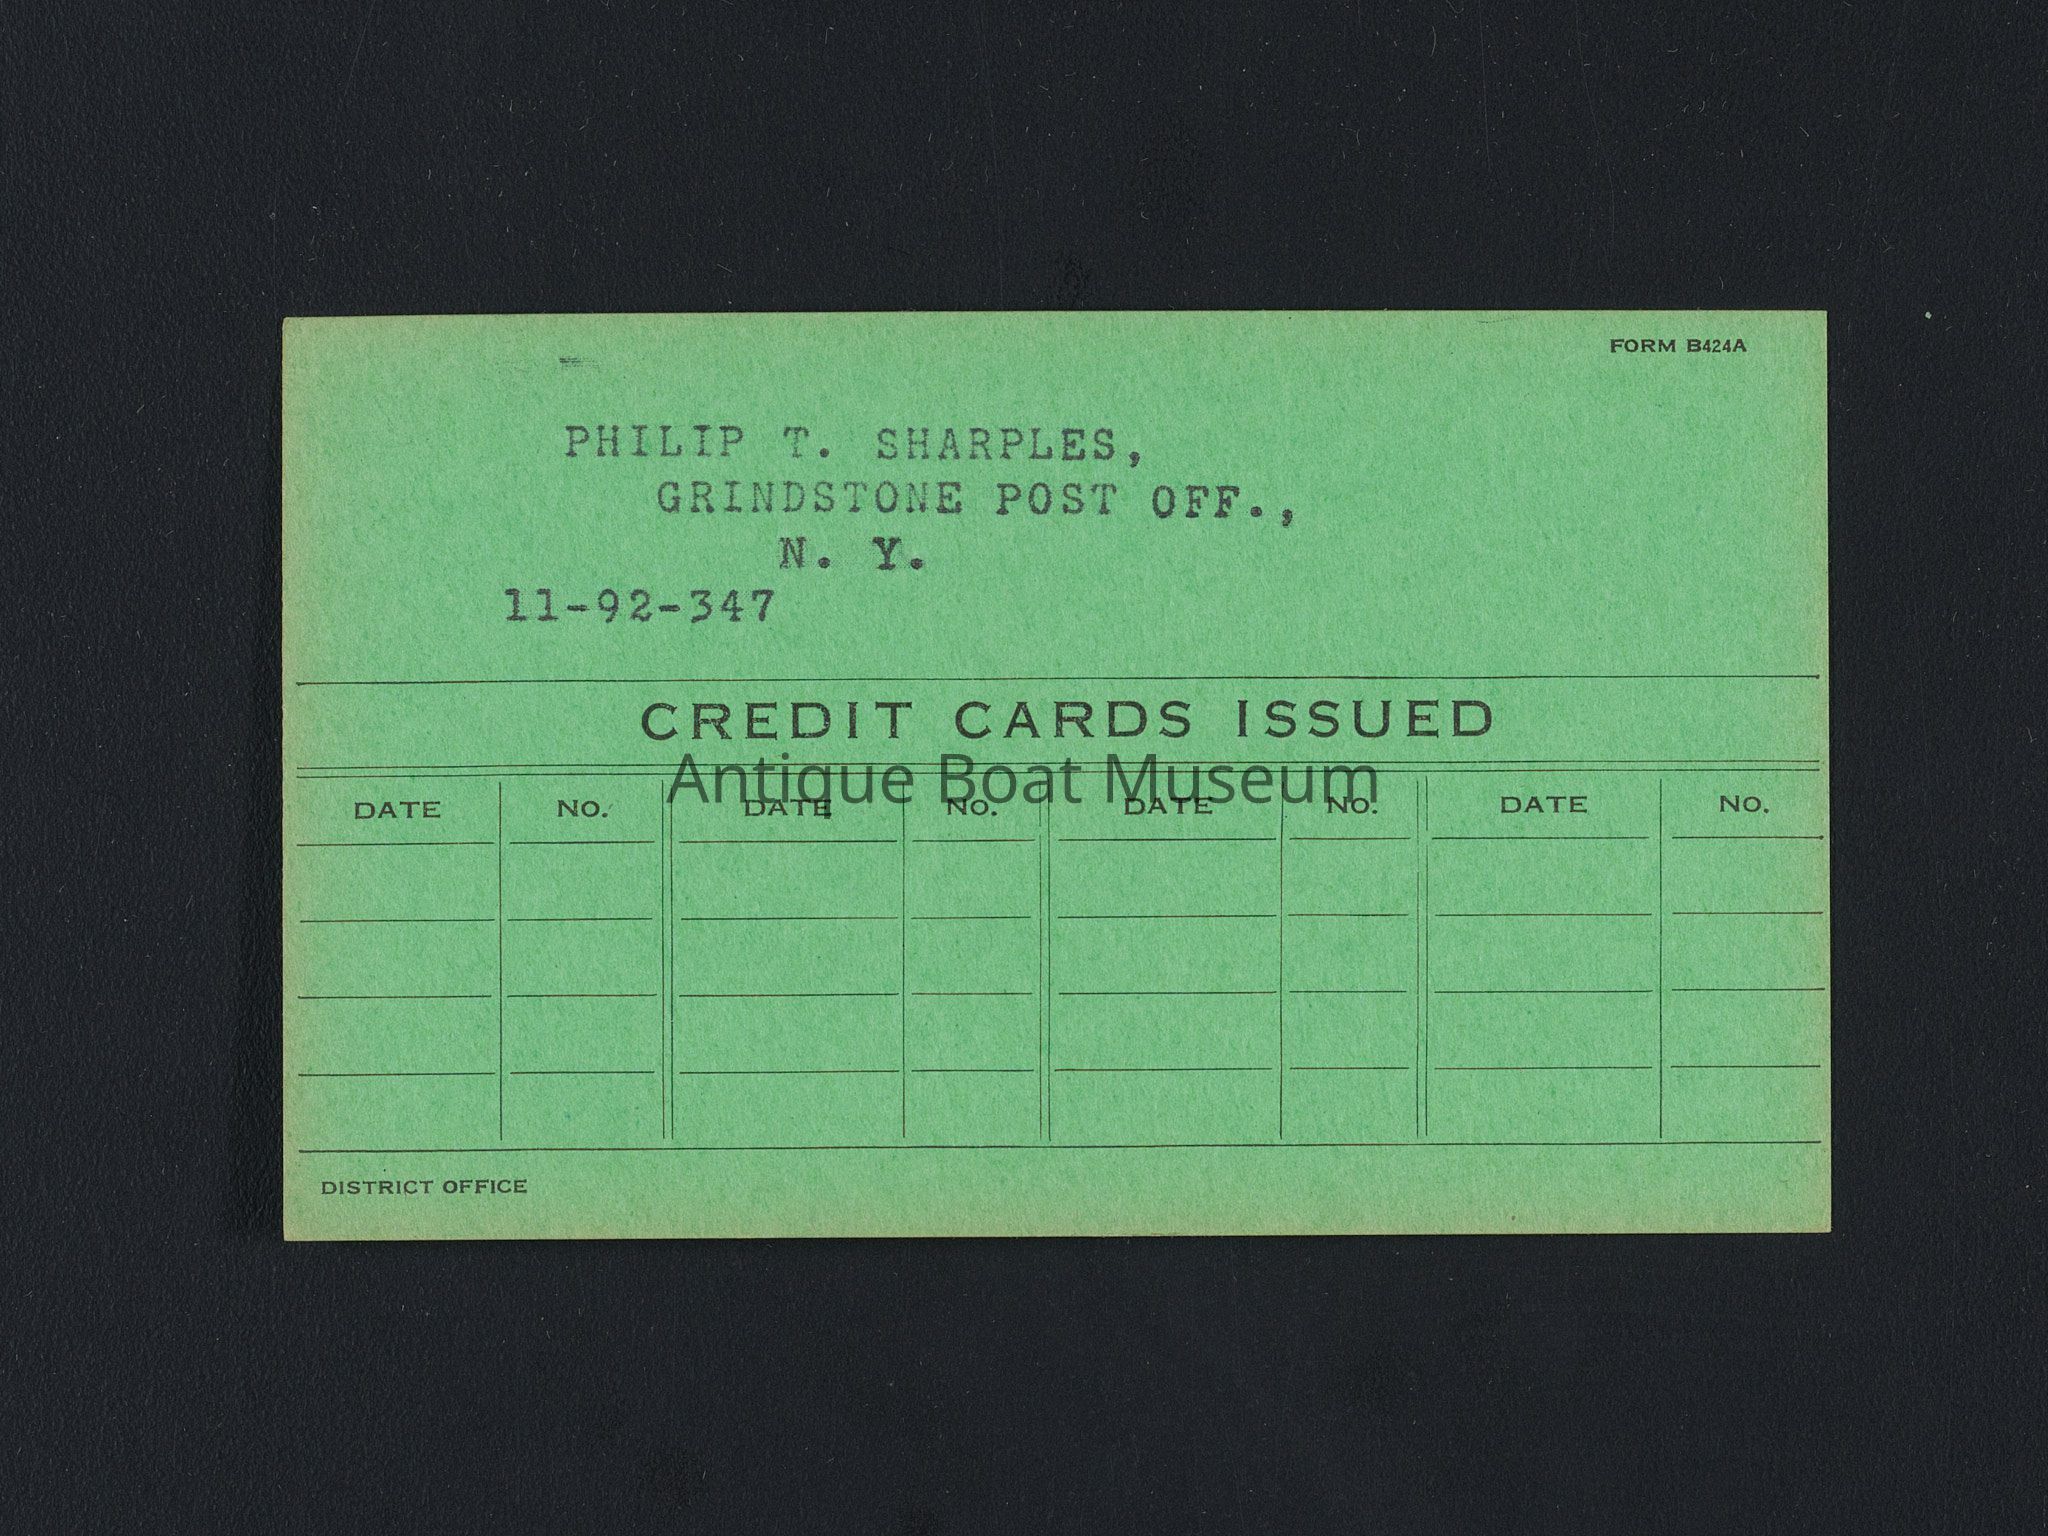 FORM B424A
PHILIP T. SHARPLES,
GRINDSTONE POST OFF.,
N. Y.
11-92-347
CREDIT CARDS ISSUED
Antique Boat Museum
DATE NO. DATE NO. DATE NO. DATE NO.
DISTRICT OFFICE